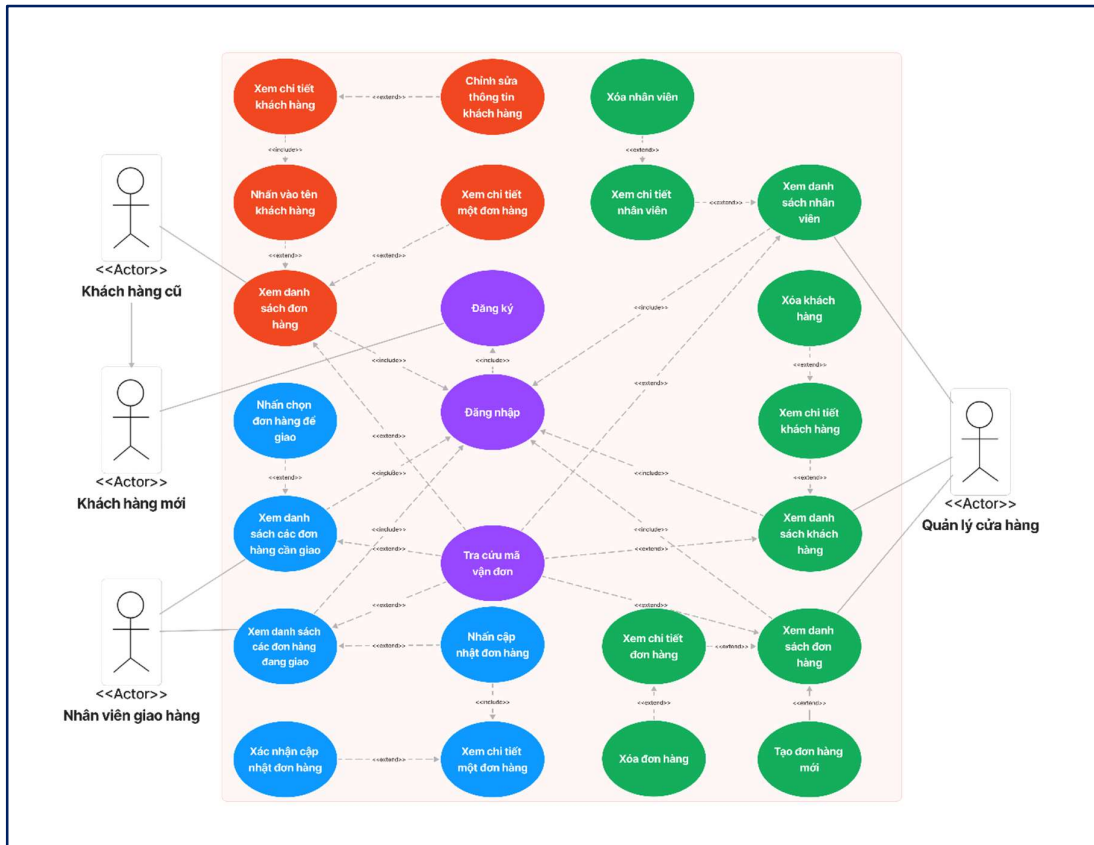 Xem chi tiết
khách hàng
<<extend>>
Chỉnh sửa
thông tin
khách hàng
Xóa nhân viên
<<include>>
<<extend>>
Nhấn vào tên
khách hàng
Xem chi tiết
một đơn hàng
Xem chi tiết
nhân viên
<<extend>>
Xem danh
sách nhân
viên
<<extend>>
<<extend>>
<<Actor>>
Khách hàng cũ
Xem danh
sách đơn
hàng
Đăng ký
<<include>>
Xóa khách
hàng
<<include>>
<<include>>
<<extend>>
<<extend>>
Nhấn chọn
đơn hàng để
giao
Đăng nhập
Xem chi tiết
khách hàng
<<extend>>
<<extend>>
<<include>>
<<include>>
<<extend>>
<<Actor>>
Khách hàng mới
<<Actor>>
Quản lý cửa hàng
Xem danh
sách các đơn
hàng cần giao
<<include>>
<<extend>>
Tra cứu mã
vận đơn
<<include>>
<<extend>>
Xem danh
sách khách
hàng
<<extend>>
<<extend>>
Xem danh sách
các đơn hàng
đang giao
<<extend>>
Nhấn cập
nhật đơn hàng
Xem chi tiết
đơn hàng
<<extend>>
Xem danh
sách đơn
hàng
<<Actor>>
Nhân viên giao hàng
<<include>>
<<extend>>
<<extend>>
Xác nhận cập
nhật đơn hàng
<<extend>>
Xem chi tiết
một đơn hàng
Xóa đơn hàng
Tạo đơn hàng
mới